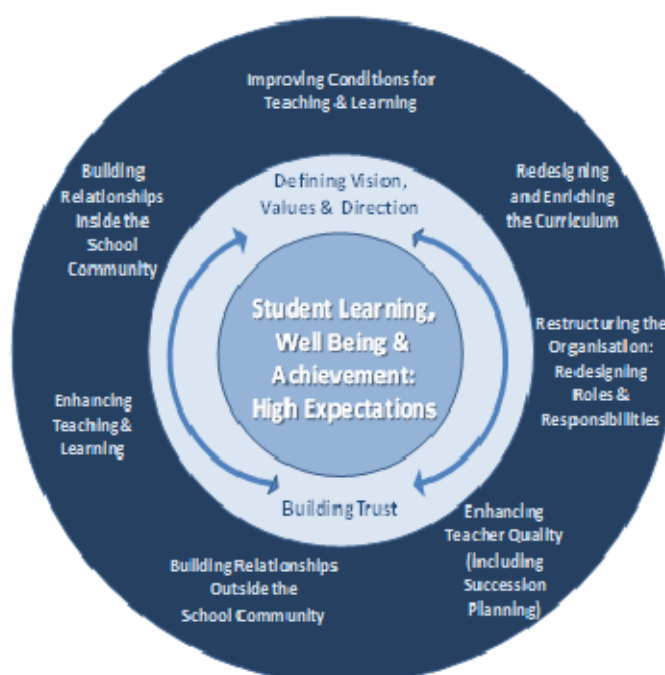 Improving Conditions for
Teaching & Learning
Redesigning
and Enriching
the Curriculum
Restructuring the
Organisation:
Redesigning
Roles &
Responsibilities
Enhancing
Teacher Quality
(including
Succession
Planning)
Building Relationships
Outside the
School Community
Enhancing
Teaching &
Learning
Building
Relationships
Inside the
School
Community
Defining Vision,
Values & Direction
Student Learning,
Well Being &
Achievement:
High Expectations
Building Trust